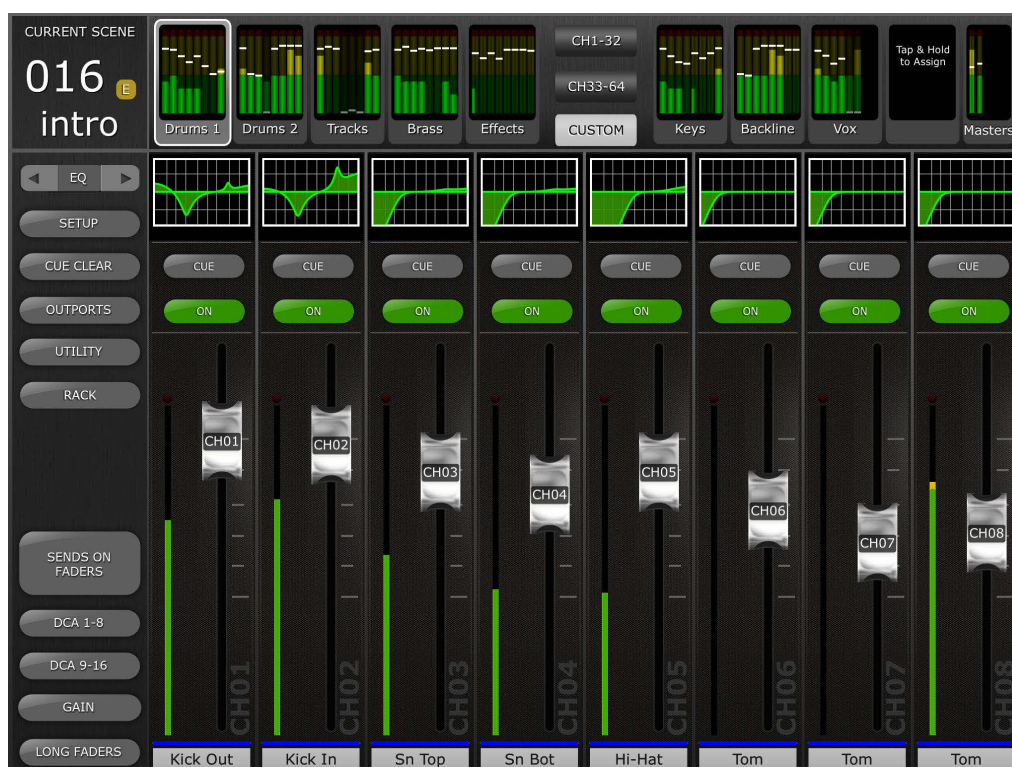 CURRENT SCENE
016 E
intro
Drums 1
Drums 2
Tracks
Brass
Effects
CH1-32
CH33-64
CUSTOM
Keys
Backline
Vox
Tap & Hold
to Assign
Masters
EQ
SETUP
CUE CLEAR
OUTPORTS
UTILITY
RACK
SENDS ON
FADERS
DCA 1-8
DCA 9-16
GAIN
LONG FADERS
CUE CUE CUE CUE CUE CUE CUE CUE
ON ON ON ON ON ON ON ON
CH01 CH02 CH03 CH04 CH05 CH06 CH07 CH08
CH01 CH02 CH03 CH04 CH05 CH06 CH07 CH08
Kick Out Kick In Sn Top Sn Bot Hi-Hat Tom Tom Tom